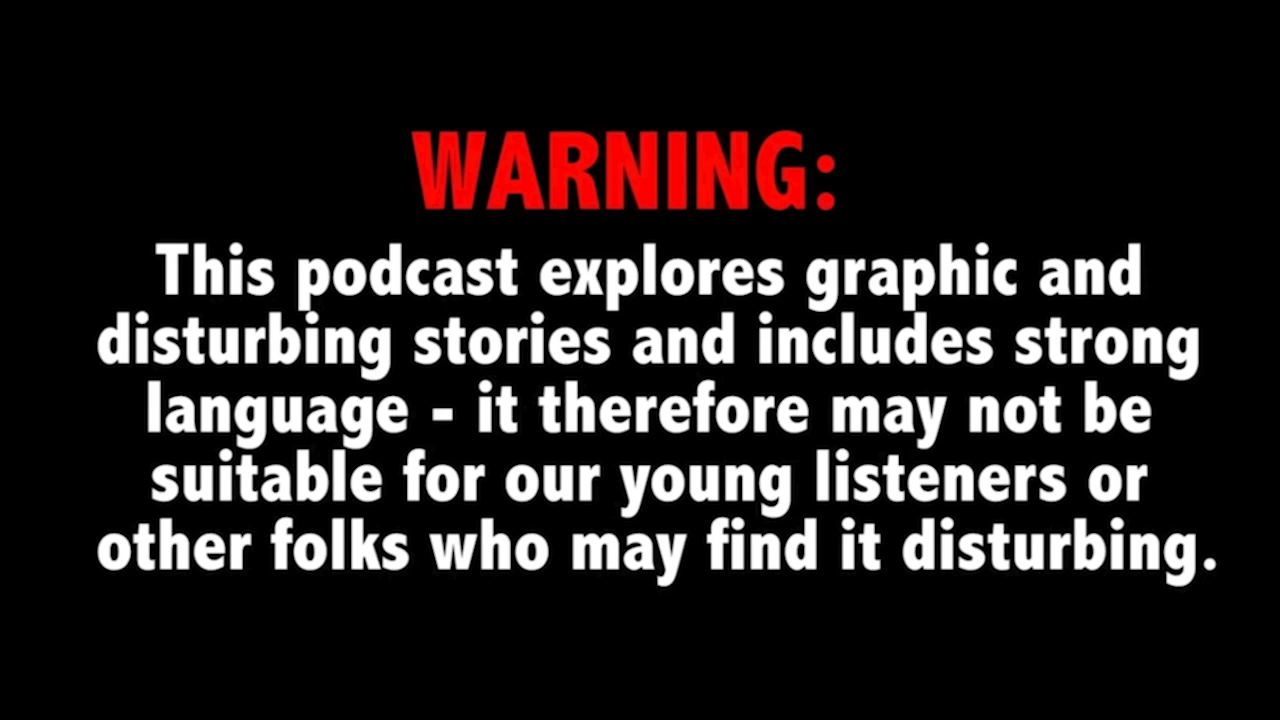 WARNING:
This podcast explores graphic and
disturbing stories and includes strong
language - it therefore may not be
suitable for our young listeners or
other folks who may find it disturbing.